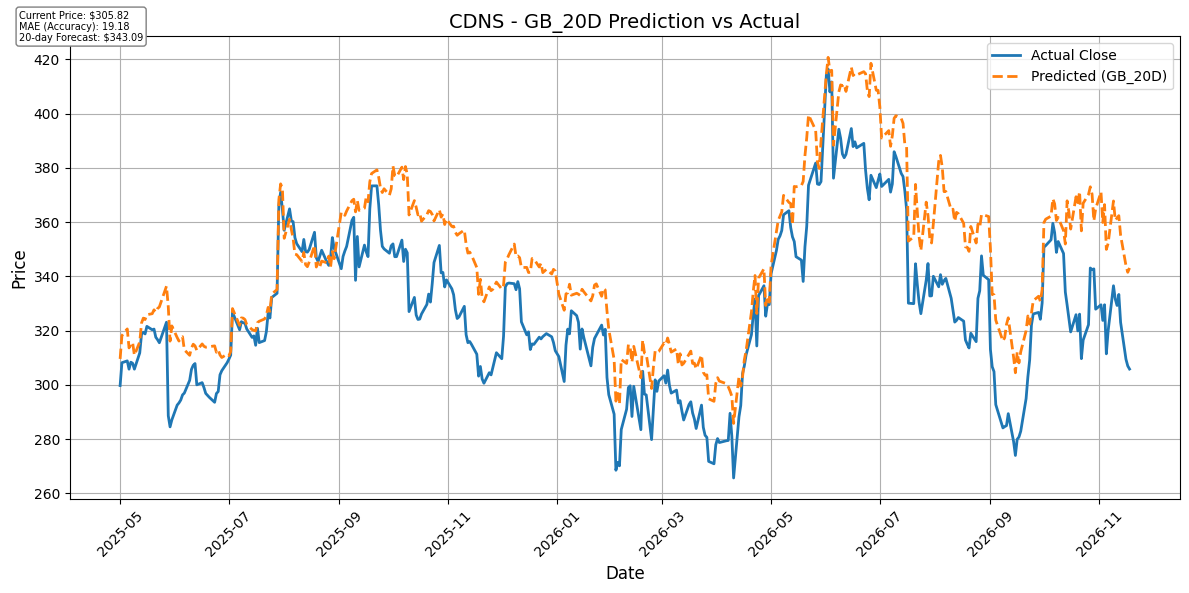 CDNS - GB_20D Prediction vs Actual
Current Price: $305.82
MAE (Accuracy): 19.18
20-day Forecast: $343.09
Actual Close
Predicted (GB_20D)
Price
420
400
380
360
340
320
300
280
260
2025-05
2025-07
2025-09
2025-11
2026-01
2026-03
2026-05
2026-07
2026-09
2026-11
Date